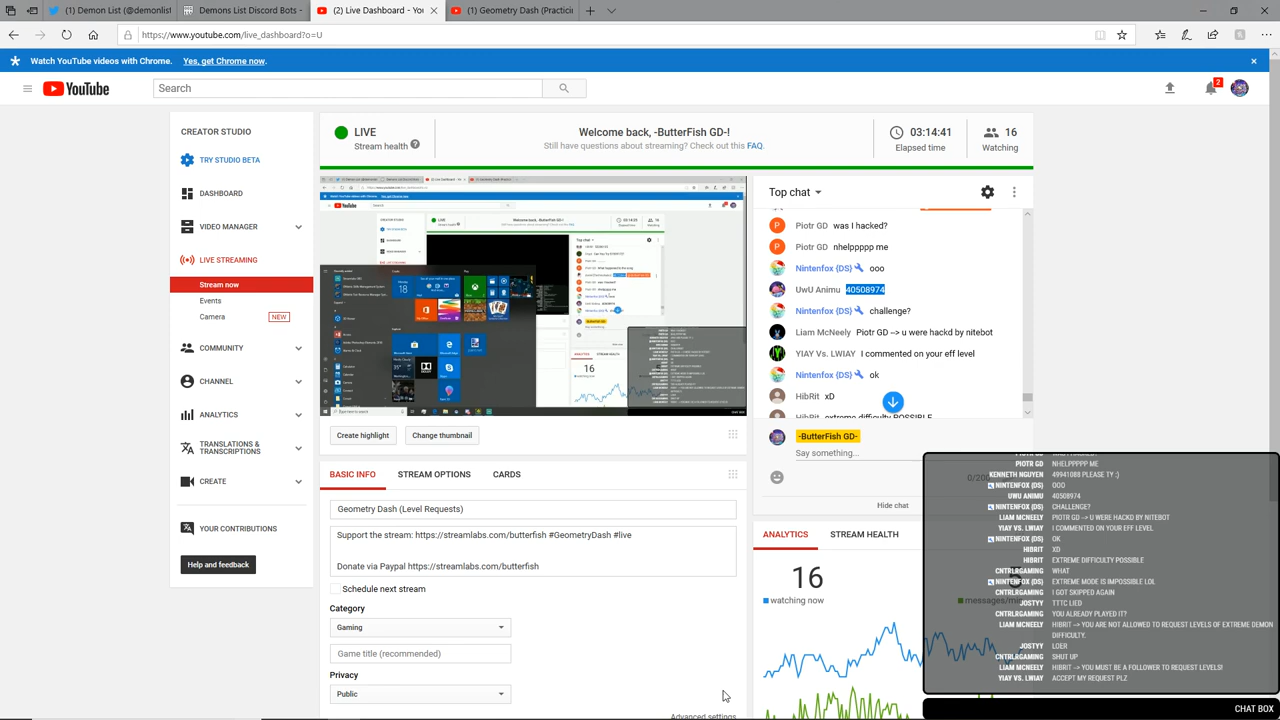 (1) Demon List (@demonlist
Demons List Discord Bots -
(2) Live Dashboard - Yo
(1) Geometry Dash (Practici
https://www.youtube.com/live_dashboard?o=U
Watch YouTube videos with Chrome. Yes, get Chrome now.
YouTube
Search
2
CREATOR STUDIO
TRY STUDIO BETA
DASHBOARD
VIDEO MANAGER
LIVE STREAMING
Stream now
Events
Camera NEW
COMMUNITY
CHANNEL
ANALYTICS
TRANSLATIONS & TRANSCRIPTIONS
CREATE
YOUR CONTRIBUTIONS
Help and feedback
LIVE
Stream health
Welcome back, -ButterFish GD-!
Still have questions about streaming? Check out this FAQ.
03:14:41
Elapsed time
16
Watching
Create highlight
Change thumbnail
BASIC INFO
STREAM OPTIONS
CARDS
Geometry Dash (Level Requests)
Support the stream: https://streamlabs.com/butterfish #GeometryDash #live
Donate via Paypal https://streamlabs.com/butterfish
Schedule next stream
Category
Gaming
Game title (recommended)
Privacy
Public
Advanced settings
Top chat
Piotr GD was I hacked?
Piotr GD nhelppppp me
Nintenfox {DS} ooo
UwU Animu 40508974
Nintenfox {DS} challenge?
Liam McNeely Piotr GD --> u were hackd by nitebot
YIAY Vs. LWIAY I commented on your eff level
Nintenfox {DS} ok
HibRit xD
HibRit extreme difficulty POSSIBLE
-ButterFish GD-
Say something...
0/200
Hide chat
ANALYTICS
STREAM HEALTH
16
watching now
5
messages/min
PIOTR GD NHELPPPPP ME
KENNETH NGUYEN 49941088 PLEASE TY :)
NINTENFOX {DS} OOO
UWU ANIMU 40508974
NINTENFOX {DS} CHALLENGE?
LIAM MCNEELY PIOTR GD --> U WERE HACKD BY NITEBOT
YIAY VS. LWIAY I COMMENTED ON YOUR EFF LEVEL
NINTENFOX {DS} OK
HIBRIT XD
HIBRIT EXTREME DIFFICULTY POSSIBLE
CNTRLRGAMING WHAT
NINTENFOX {DS} EXTREME MODE IS IMPOSSIBLE LOL
CNTRLRGAMING I GOT SKIPPED AGAIN
JOSTYY TTTC LIED
CNTRLRGAMING YOU ALREADY PLAYED IT?
LIAM MCNEELY HIBRIT --> YOU ARE NOT ALLOWED TO REQUEST LEVELS OF EXTREME DEMON
DIFFICULTY.
JOSTYY LOER
CNTRLRGAMING SHUT UP
LIAM MCNEELY HIBRIT --> YOU MUST BE A FOLLOWER TO REQUEST LEVELS!
YIAY VS. LWIAY ACCEPT MY REQUEST PLZ
CHAT BOX